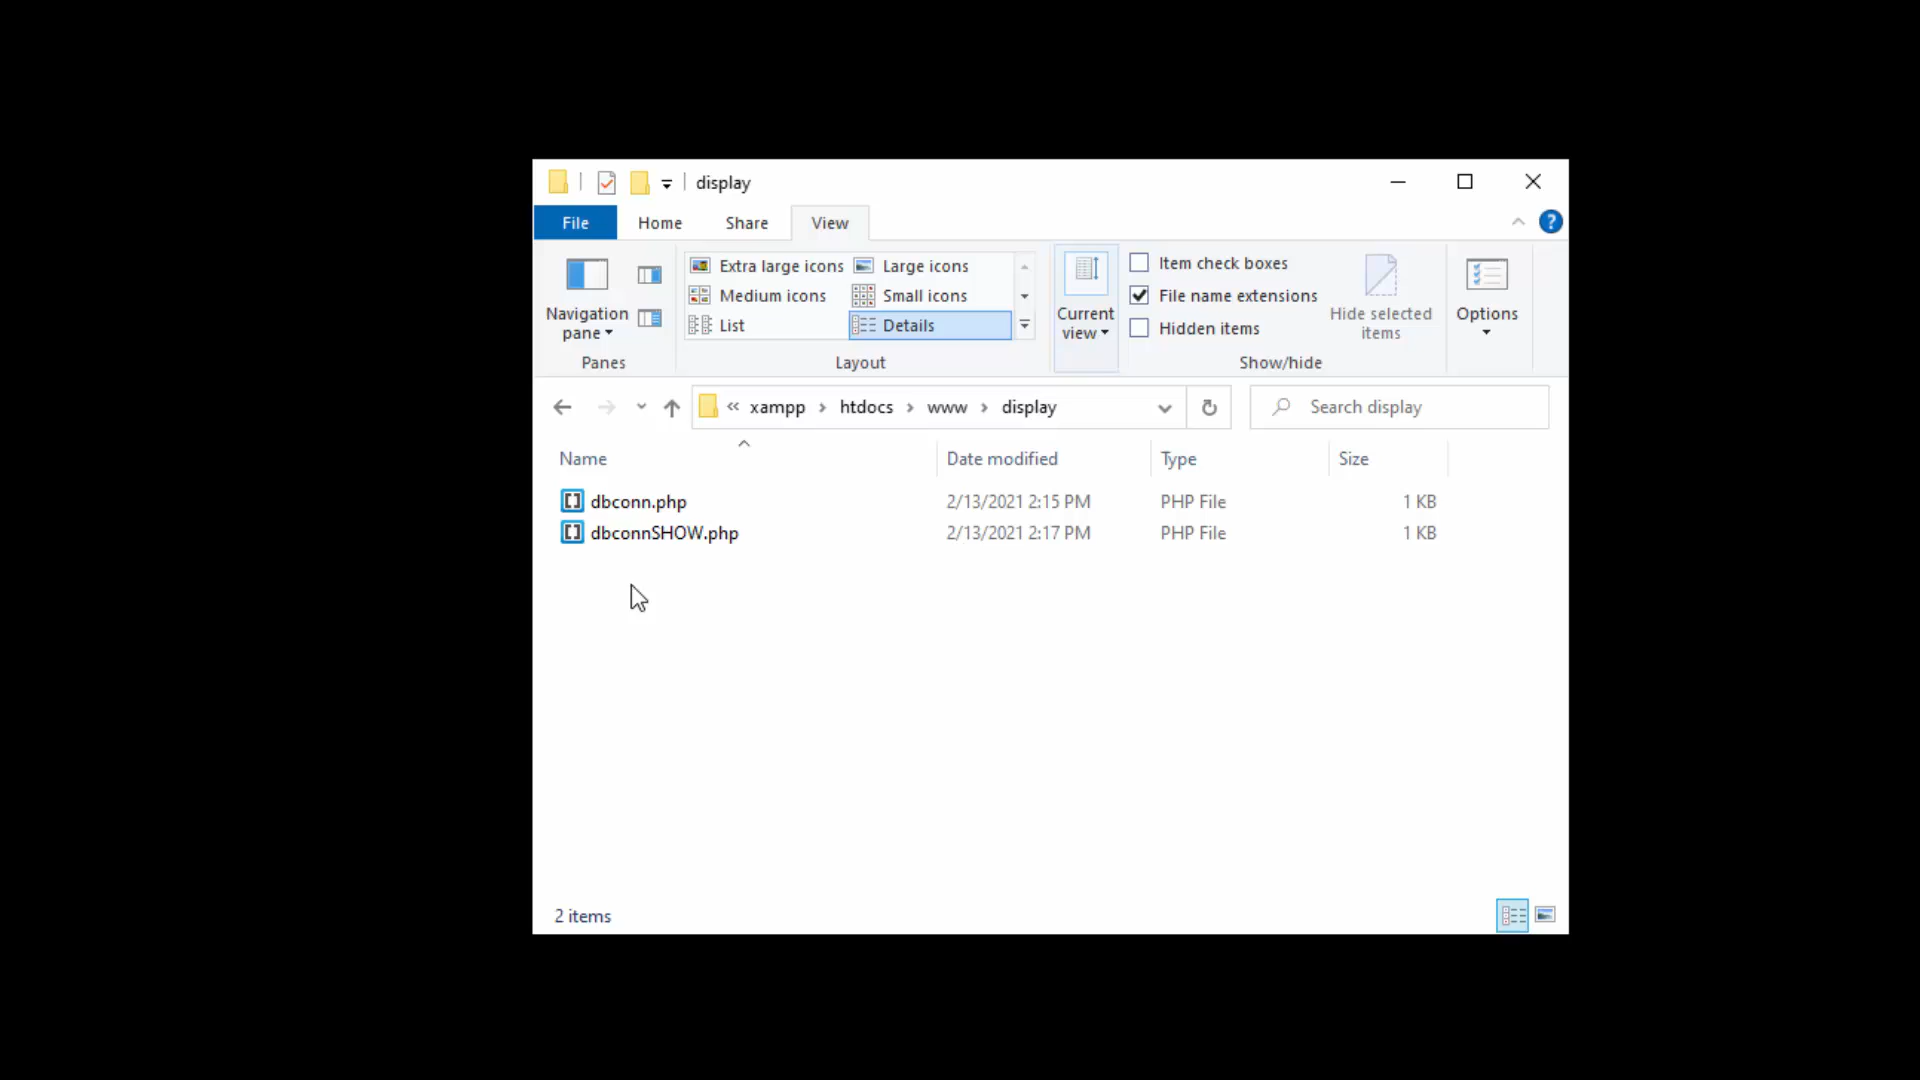 display
File Home Share View
Extra large icons Large icons
Medium icons Small icons
List Details
Navigation pane
Current view
Item check boxes
File name extensions
Hidden items
Hide selected items
Options
Panes Layout Show/hide
« xampp › htdocs › www › display
Search display
Name Date modified Type Size
dbconn.php 2/13/2021 2:15 PM PHP File 1 KB
dbconnSHOW.php 2/13/2021 2:17 PM PHP File 1 KB
2 items